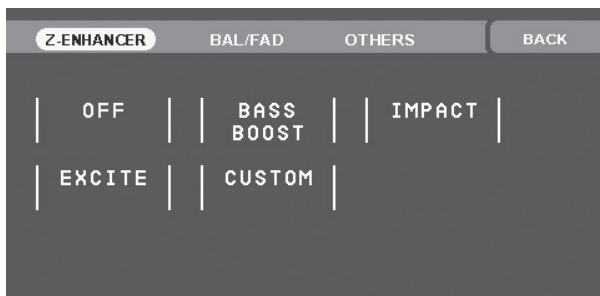 Z-ENHANCER BAL/FAD OTHERS BACK
OFF BASS BOOST IMPACT
EXCITE CUSTOM